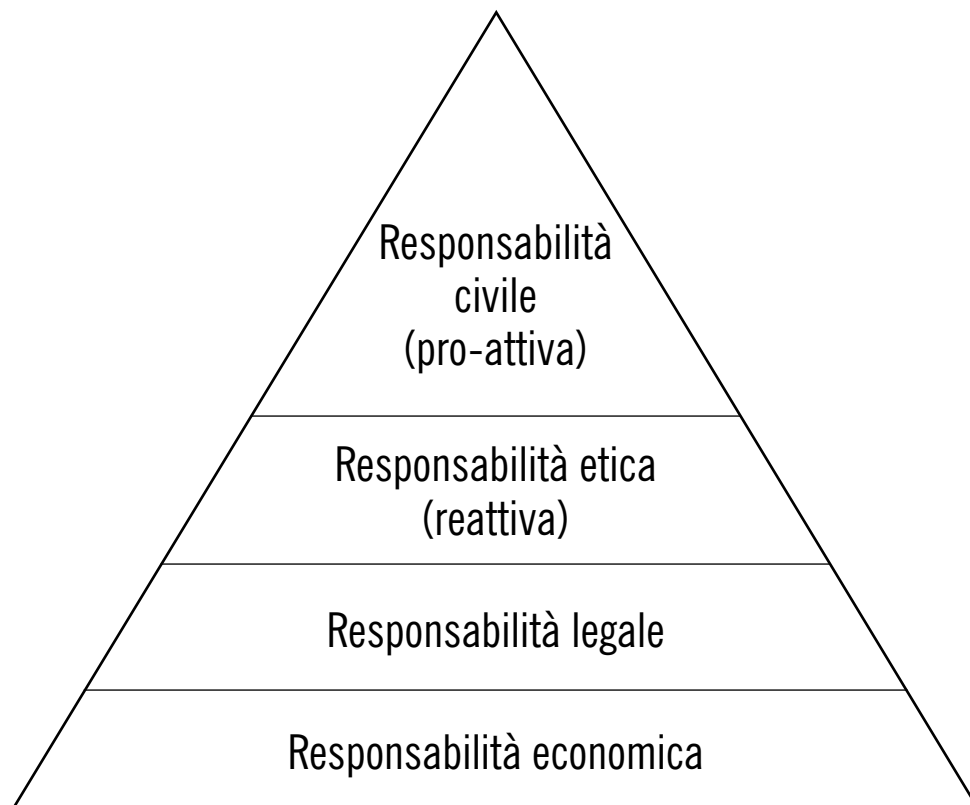 Responsabilità
civile
(pro-attiva)
Responsabilità etica
(reattiva)
Responsabilità legale
Responsabilità economica